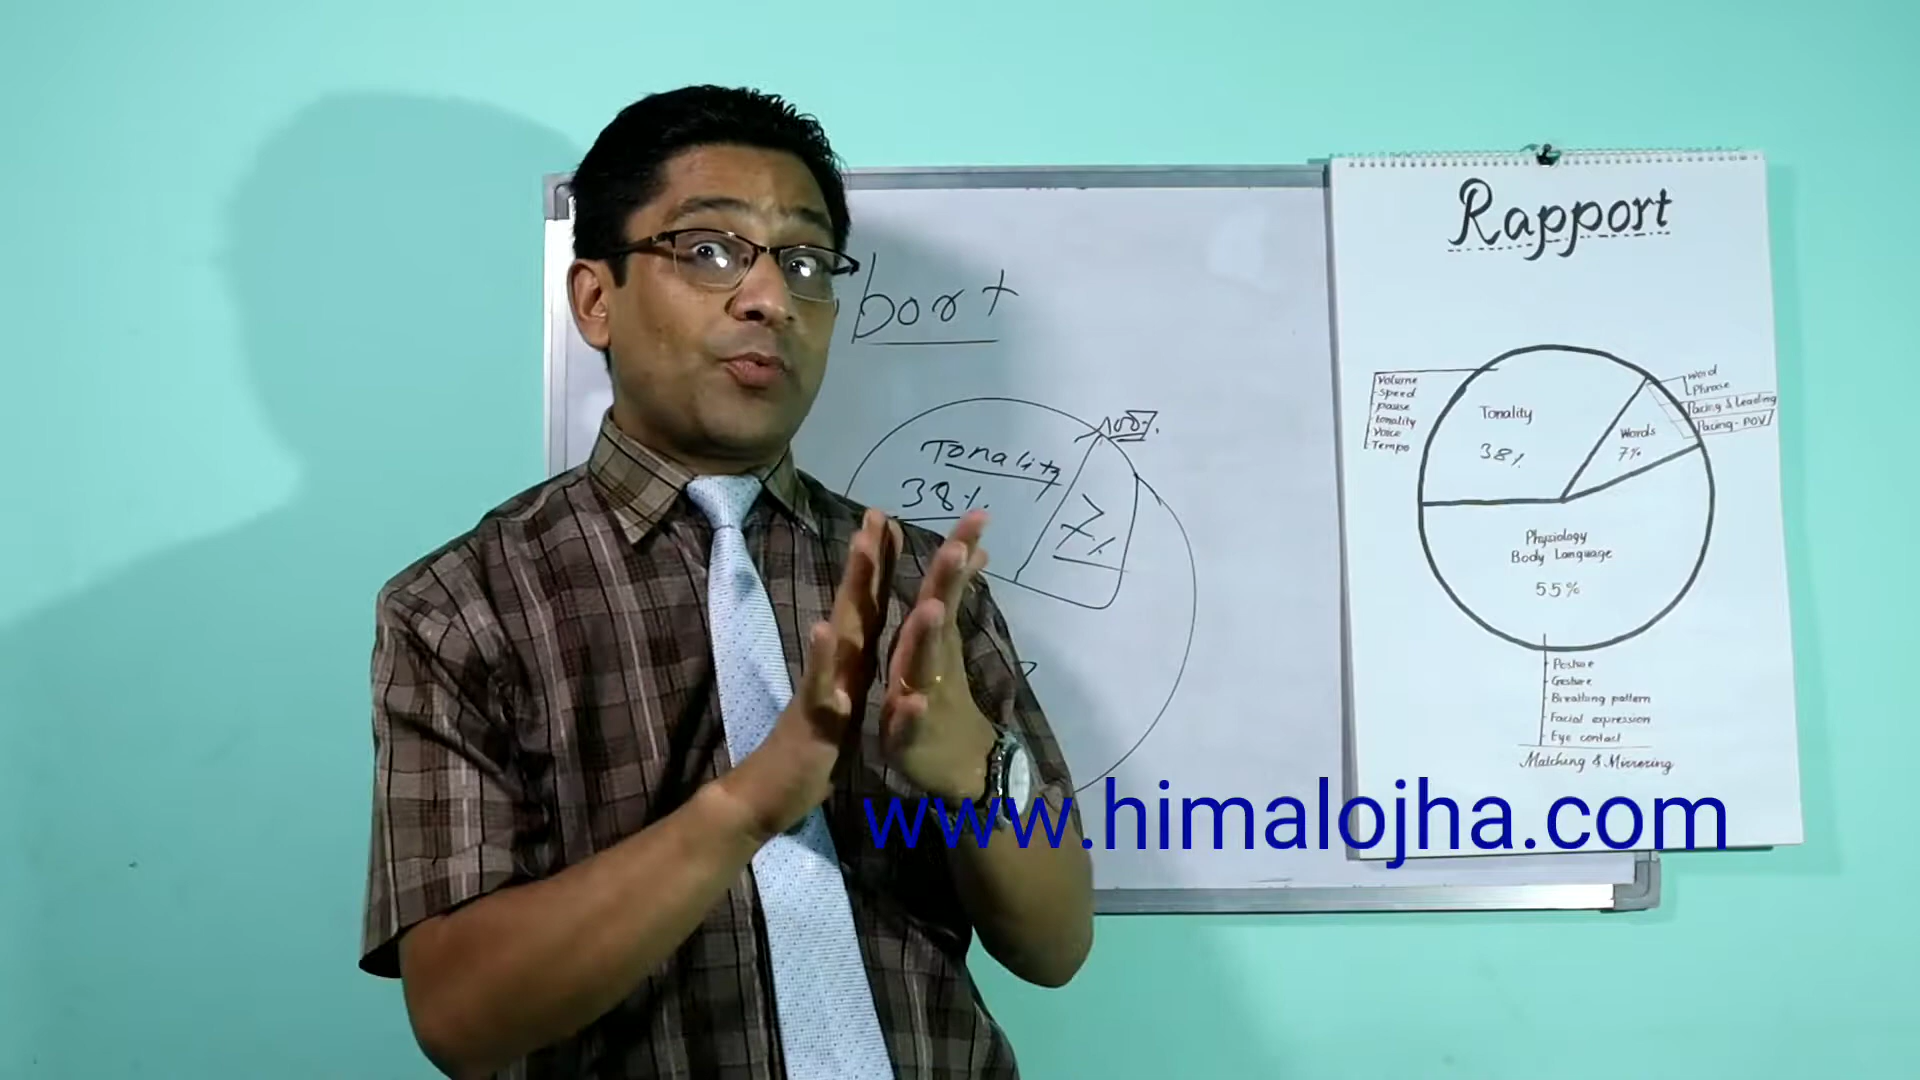 port
Tonality
38%
100%
7%
Rapport
Volume
speed
pause
tonality
Voice
Tempo
Tonality
38%
Words
7%
word
Phrase
Pacing & Leading
Pacing - POV
Physiology
Body Language
55%
Posture
Gesture
Breathing pattern
Facial expression
Eye contact
Matching & Mirroring
www.himalojha.com